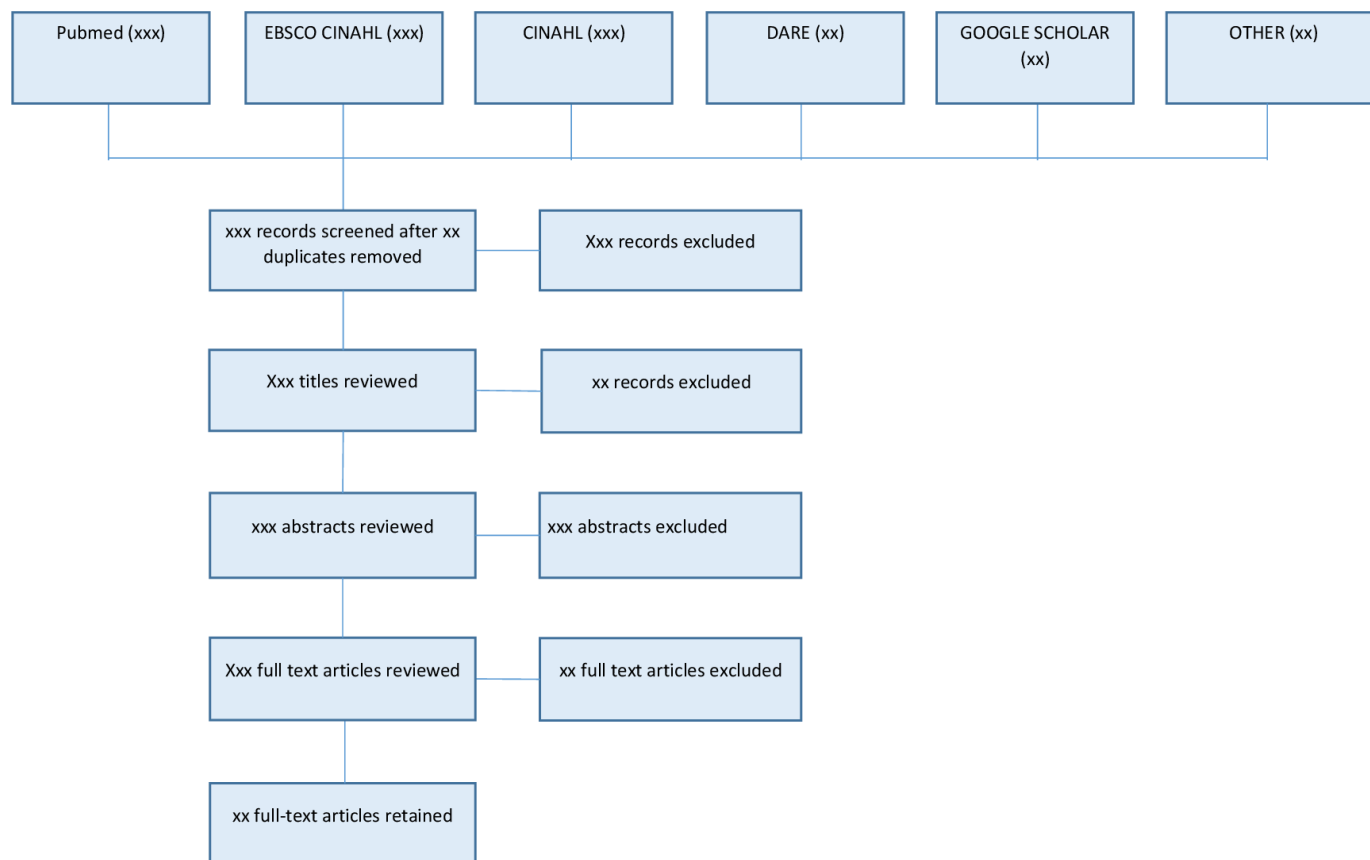 Pubmed (xxx)
EBSCO CINAHL (xxx)
CINAHL (xxx)
DARE (xx)
GOOGLE SCHOLAR
(xx)
OTHER (xx)
xxx records screened after xx
duplicates removed
Xxx records excluded
Xxx titles reviewed
xx records excluded
xxx abstracts reviewed
xxx abstracts excluded
Xxx full text articles reviewed
xx full text articles excluded
xx full-text articles retained